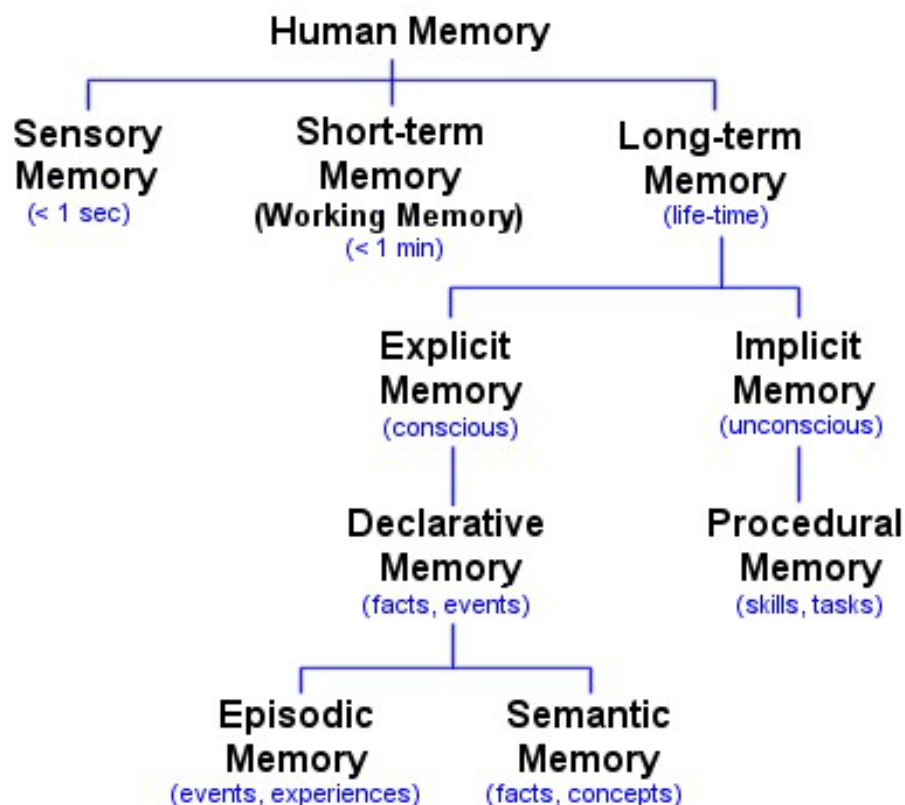 Human Memory
Sensory
Memory
(< 1 sec)
Short-term
Memory
(Working Memory)
(< 1 min)
Long-term
Memory
(life-time)
Explicit
Memory
(conscious)
Implicit
Memory
(unconscious)
Declarative
Memory
(facts, events)
Procedural
Memory
(skills, tasks)
Episodic
Memory
(events, experiences)
Semantic
Memory
(facts, concepts)